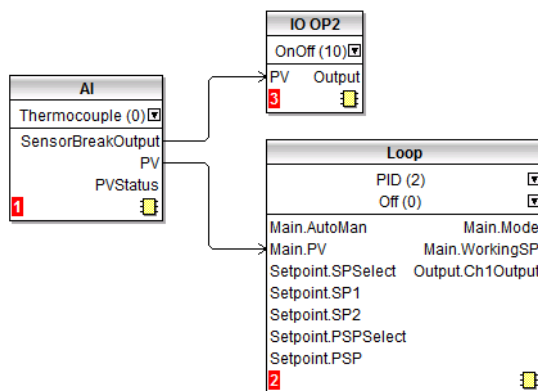 IO OP2
OnOff (10)
PV Output
3
AI
Thermocouple (0)
SensorBreakOutput
PV
PVStatus
1
Loop
PID (2)
Off (0)
Main.AutoMan Main.Mode
Main.PV Main.WorkingSP
Setpoint.SPSelect Output.Ch1Output
Setpoint.SP1
Setpoint.SP2
Setpoint.PSPSelect
Setpoint.PSP
2